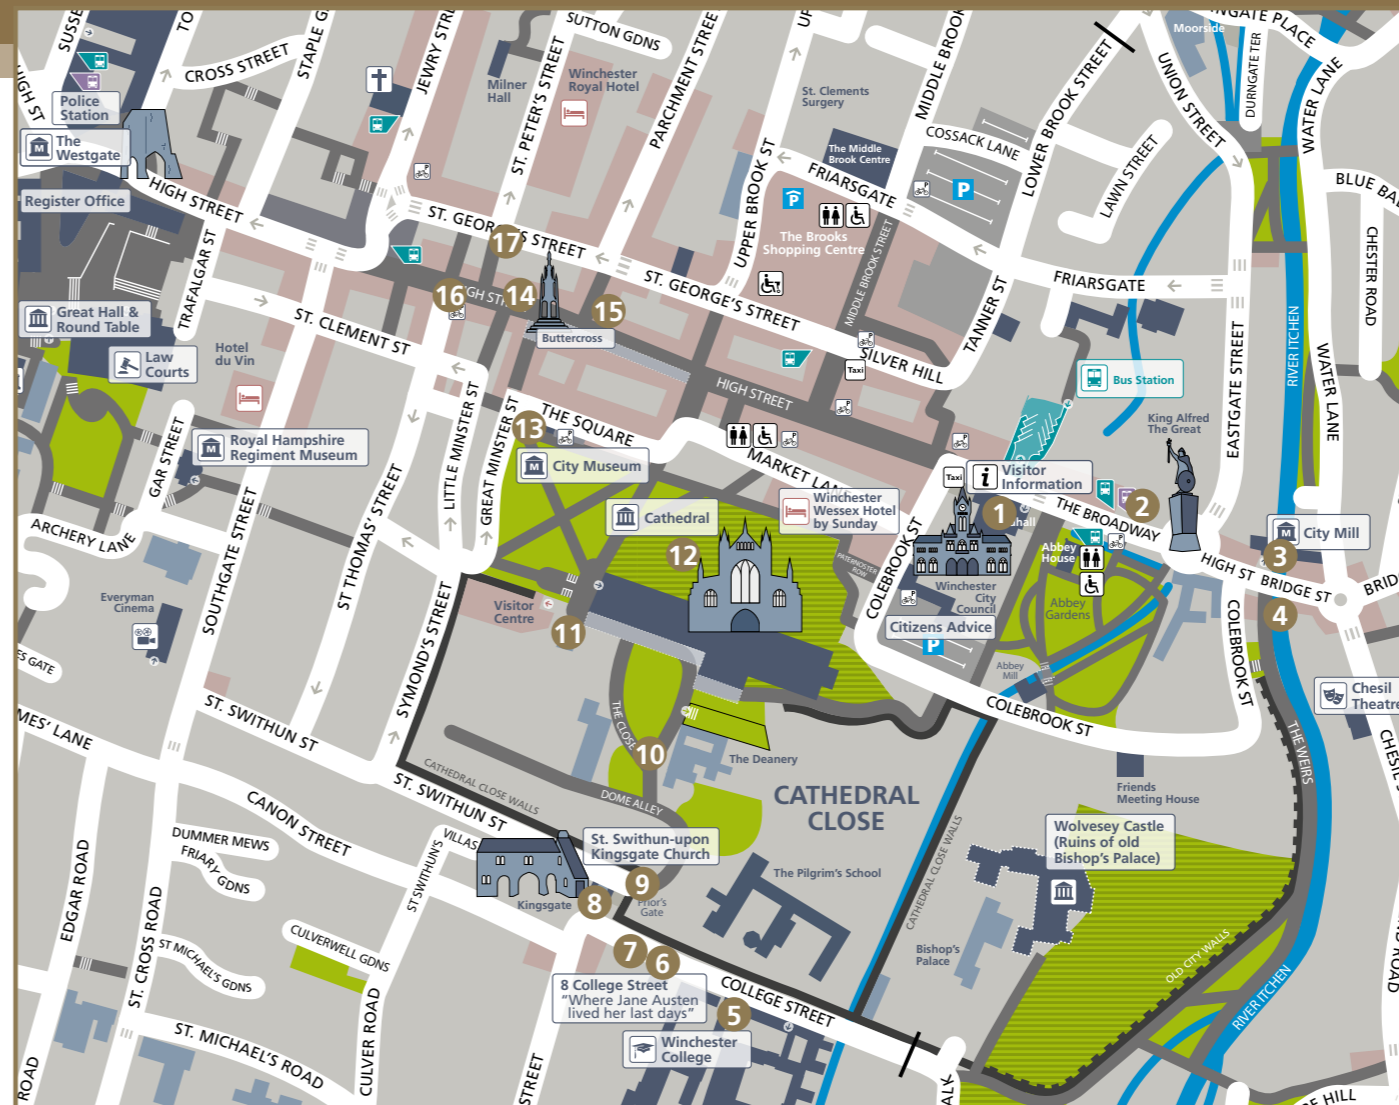 SUSSE
TO
STAPLE G
CROSS STREET
JEWRY STR
SUTTON GDNS
ST. PETER'S STREET
PARCHMENT STREE
UP
MIDDLE BROOK
Moorside
NGATE PLACE
UNION STREET
DURNGATE TER
WATER LANE
HIGH ST
Police
Station
The
Westgate
M
Register Office
HIGH STREET
Milner
Hall
Winchester
Royal Hotel
St. Clements
Surgery
The Middle
Brook Centre
COSSACK LANE
LOWER BROOK STREET
LAWN STREET
P
FRIARSGATE
UPPER BROOK ST
P
The Brooks
Shopping Centre
MIDDLE BROOK STREET
BLUE BA
CHESTER ROAD
TRAFALGAR ST
ST. GEORGE'S STREET
17
16
HIGH STR
14
15
Buttercross
ST. GEORGE'S STREET
FRIARSGATE
TANNER ST
SILVER HILL
Taxi
EASTGATE STREET
RIVER ITCHEN
WATER LANE
Great Hall &
Round Table
Law
Courts
Hotel
du Vin
ST. CLEMENT ST
HIGH STREET
Bus Station
King Alfred
The Great
GAR STREET
M
Royal Hampshire
Regiment Museum
LITTLE MINSTER ST
GREAT MINSTER ST
13
THE SQUARE
M
City Museum
MARKET LANE
Winchester
Wessex Hotel
by Sunday
Taxi
i
Visitor
Information
1
hall
THE BROADWAY
2
ARCHERY LANE
SOUTHGATE STREET
ST THOMAS' STREET
Cathedral
12
PATERNOSTER
ROW
COLEBROOK ST
Abbey
House
Abbey
Gardens
HIGH ST
BRIDGE ST
BRID
M
City Mill
3
4
Everyman
Cinema
Visitor
Centre
11
Winchester
City
Council
Citizens Advice
P
Abbey
Mill
COLEBROOK ST
COLEBROOK ST
Chesil
Theatre
THE WEIRS
ES GATE
MES' LANE
SYMOND'S STREET
ST. SWITHUN ST
THE CLOSE
10
The Deanery
DOME ALLEY
CATHEDRAL CLOSE WALLS
CATHEDRAL
CLOSE
Friends
Meeting House
CHESIL
CANON STREET
ST. SWITHUN ST
DUMMER MEWS
FRIARY GDNS
VILLAS
ST SWITHUN'S
St. Swithun-upon
Kingsgate Church
Kingsgate
8
9
Prior's
Gate
The Pilgrim's School
CATHEDRAL CLOSE WALLS
Wolvesey Castle
(Ruins of old
Bishop's Palace)
Bishop's
Palace
OLD CITY WALLS
RIVER ITCHEN
EDGAR ROAD
ST. CROSS ROAD
ST MICHAEL'S GDNS
CULVERWELL GDNS
CULVER ROAD
7
6
8 College Street
"Where Jane Austen
lived her last days"
5
COLLEGE STREET
Winchester
College
ST. MICHAEL'S ROAD
ROAD
STREET
ALK
ROAD
E HILL